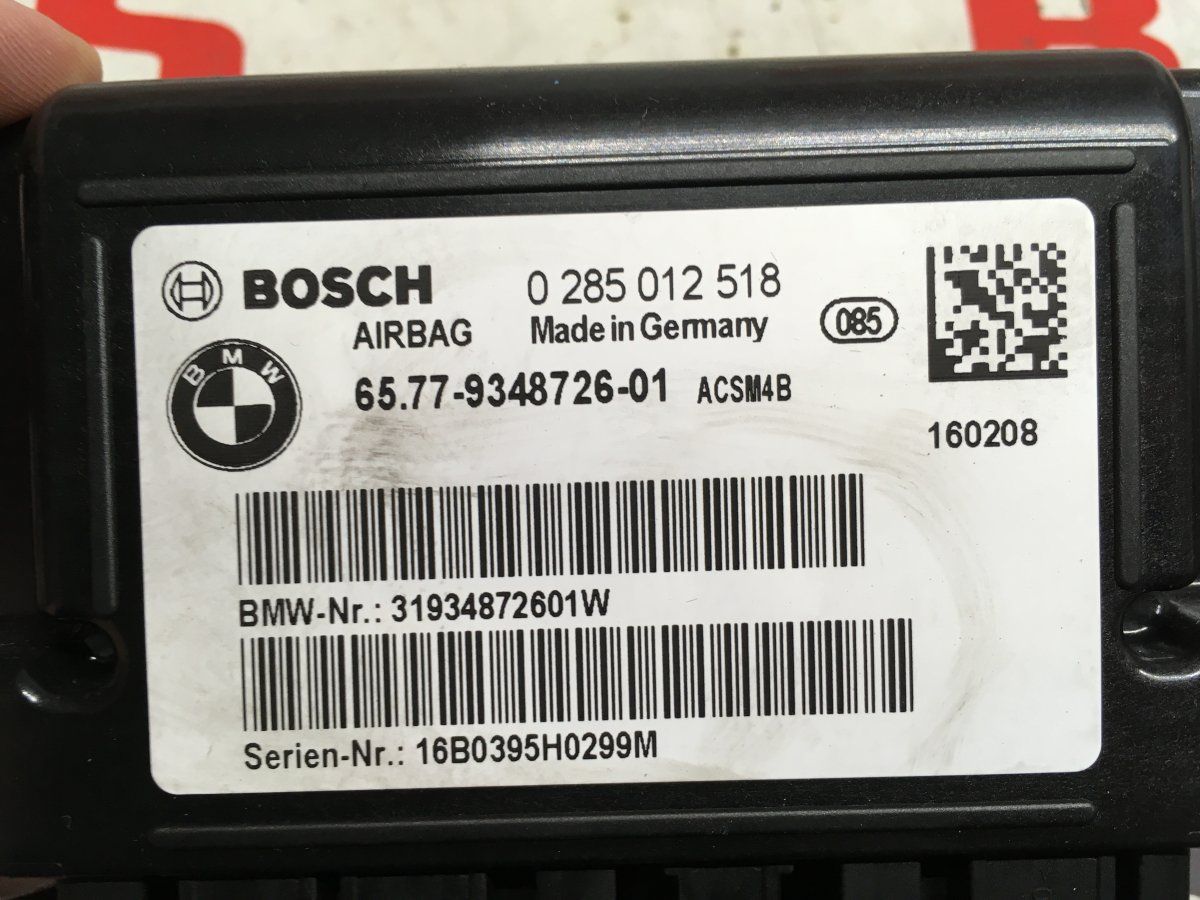 BOSCH 0 285 012 518
AIRBAG Made in Germany 085
BMW
65.77-9348726-01 ACSM4B
160208
BMW-Nr.: 31934872601W
Serien-Nr.: 16B0395H0299M